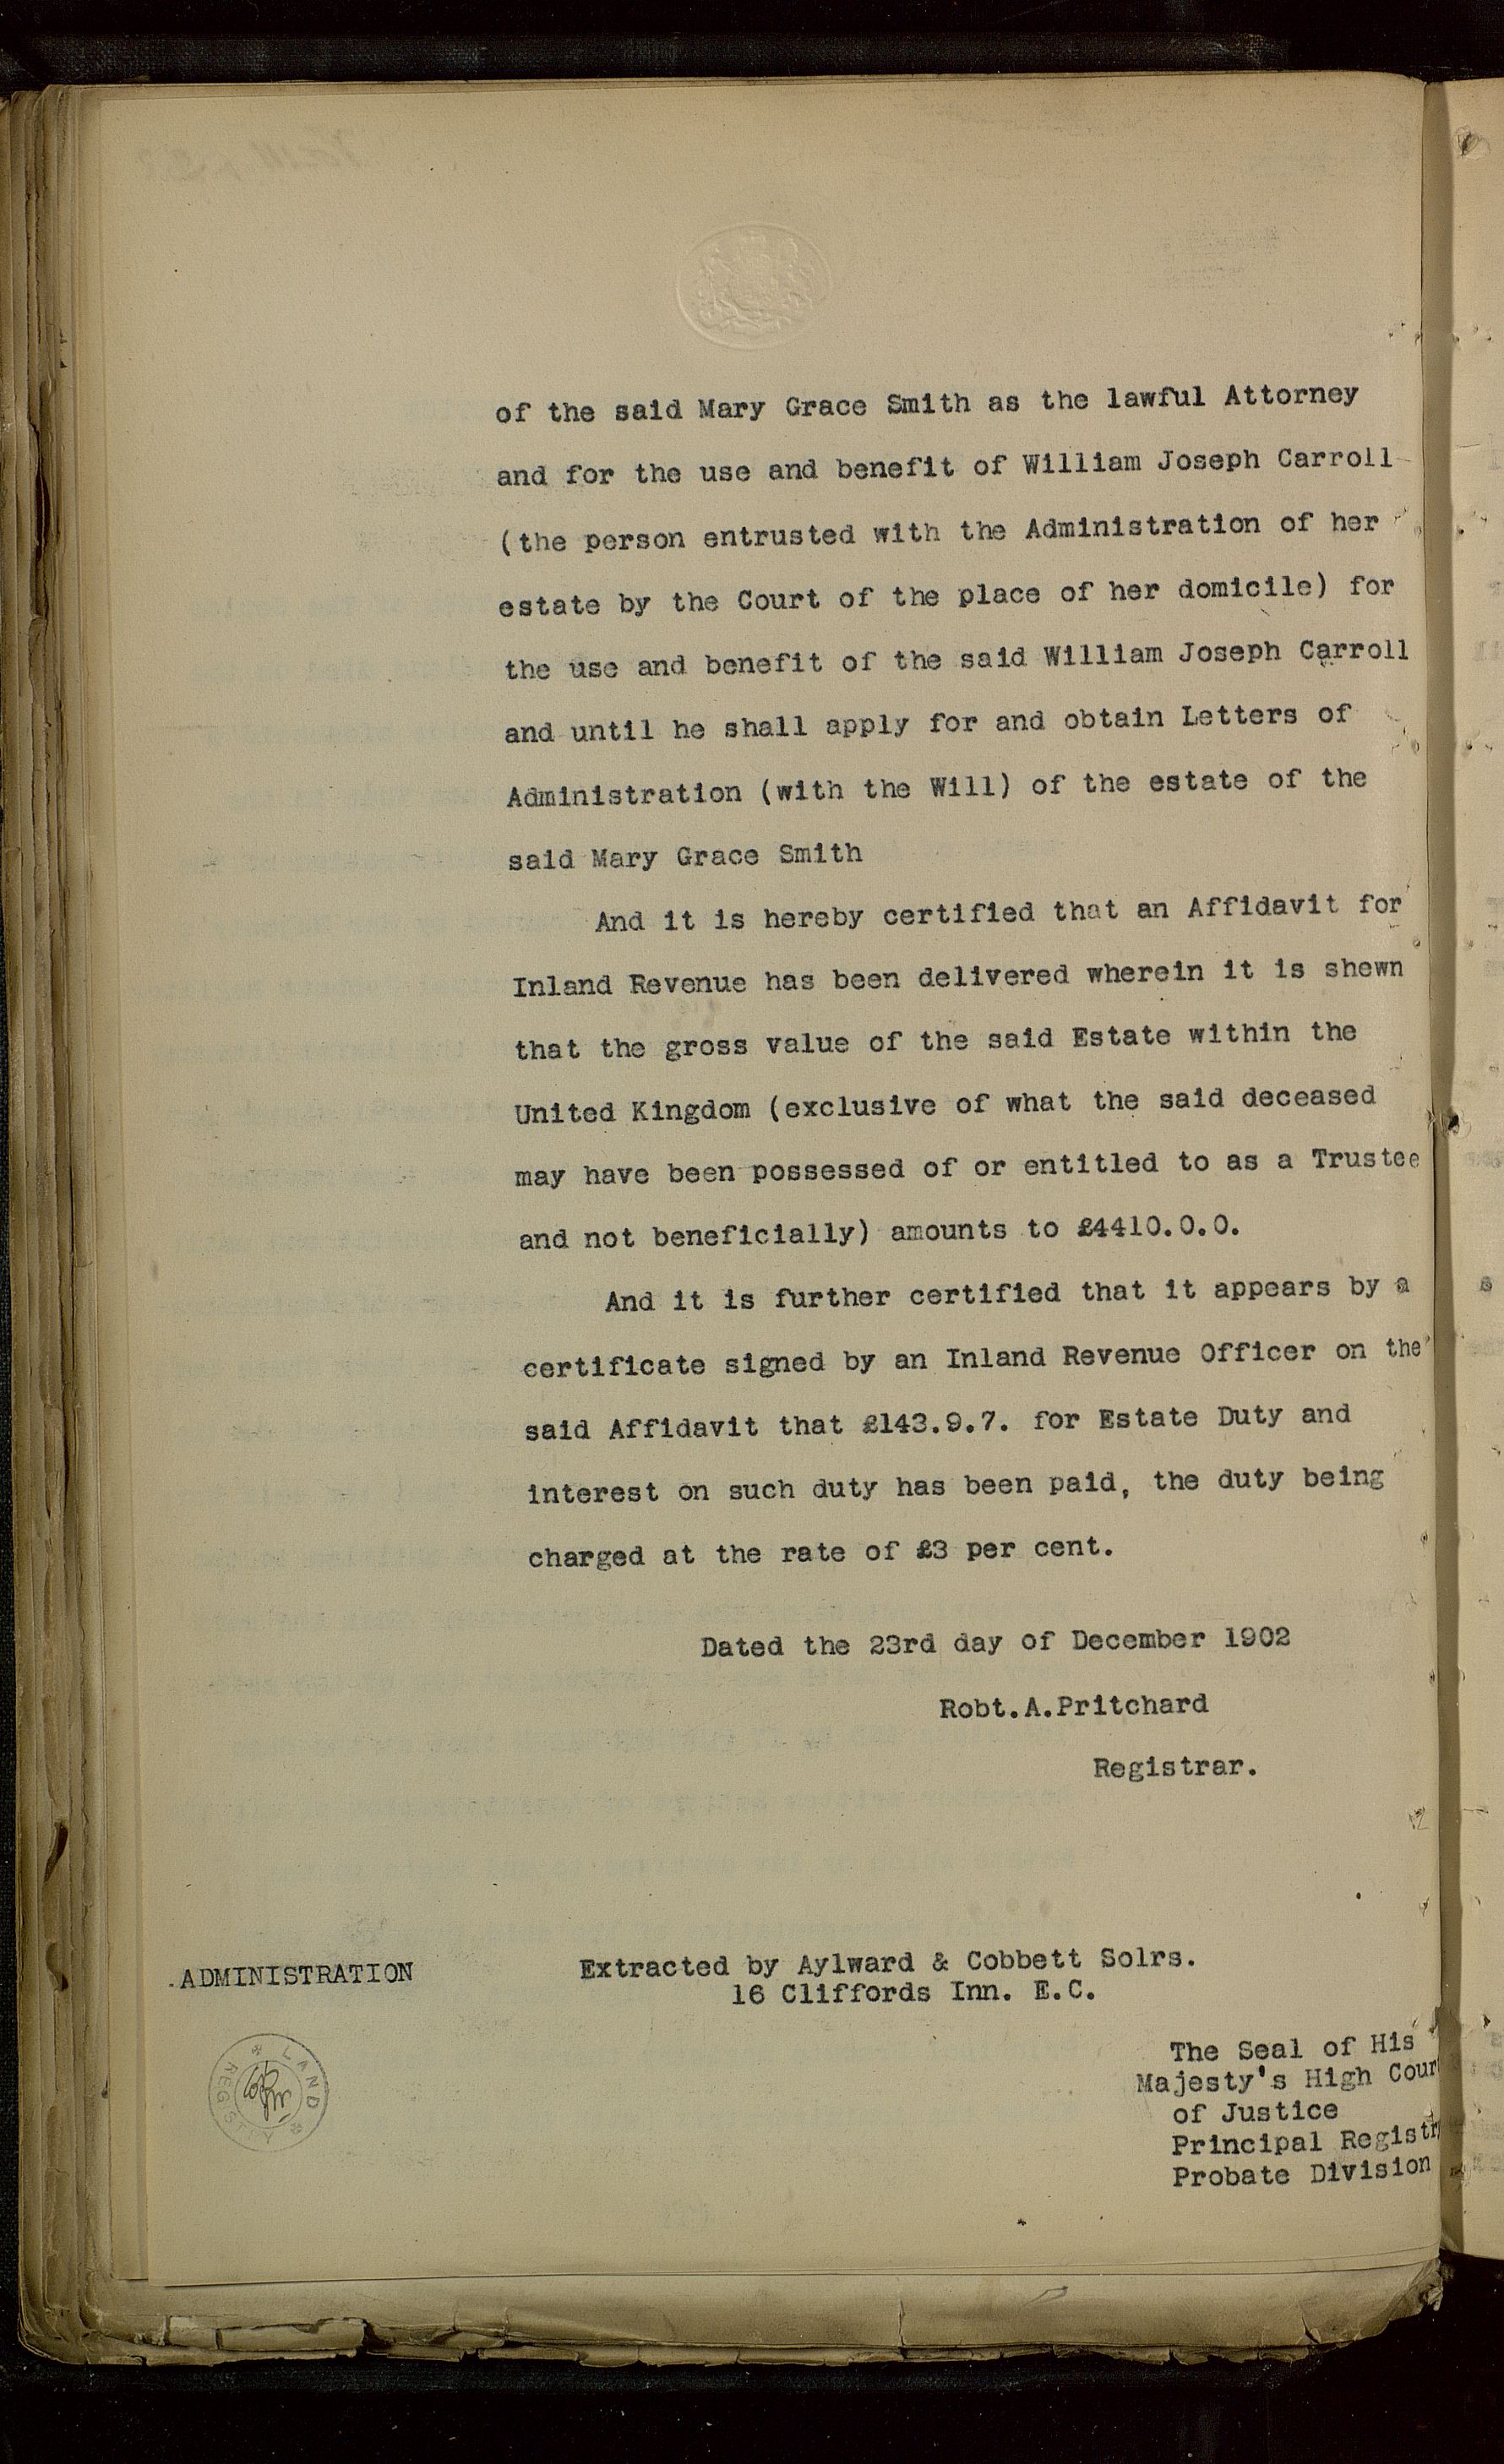 of the said Mary Grace Smith as the lawful Attorney
and for the use and benefit of William Joseph Carroll
(the person entrusted with the Administration of her
estate by the Court of the place of her domicile) for
the use and benefit of the said William Joseph Carroll
and until he shall apply for and obtain Letters of
Administration (with the Will) of the estate of the
said Mary Grace Smith
And it is hereby certified that an Affidavit for
Inland Revenue has been delivered wherein it is shewn
that the gross value of the said Estate within the
United Kingdom (exclusive of what the said deceased
may have been possessed of or entitled to as a Trustee
and not beneficially) amounts to £4410.0.0.
And it is further certified that it appears by a
certificate signed by an Inland Revenue Officer on the
said Affidavit that £143.9.7. for Estate Duty and
interest on such duty has been paid, the duty being
charged at the rate of £3 per cent.
Dated the 23rd day of December 1902
Robt.A.Pritchard
Registrar.
ADMINISTRATION
Extracted by Aylward & Cobbett Solrs.
16 Cliffords Inn. E.C.
The Seal of His
Majesty's High Cour
of Justice
Principal Registr
Probate Division
LAND REGISTRY